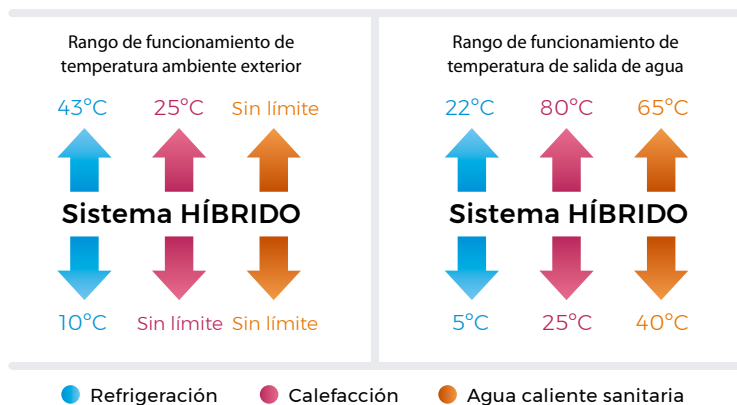 Rango de funcionamiento de
temperatura ambiente exterior
43°C 25°C Sin límite
Sistema HÍBRIDO
10°C Sin límite Sin límite
Rango de funcionamiento de
temperatura de salida de agua
22°C 80°C 65°C
Sistema HÍBRIDO
5°C 25°C 40°C
Refrigeración Calefacción Agua caliente sanitaria